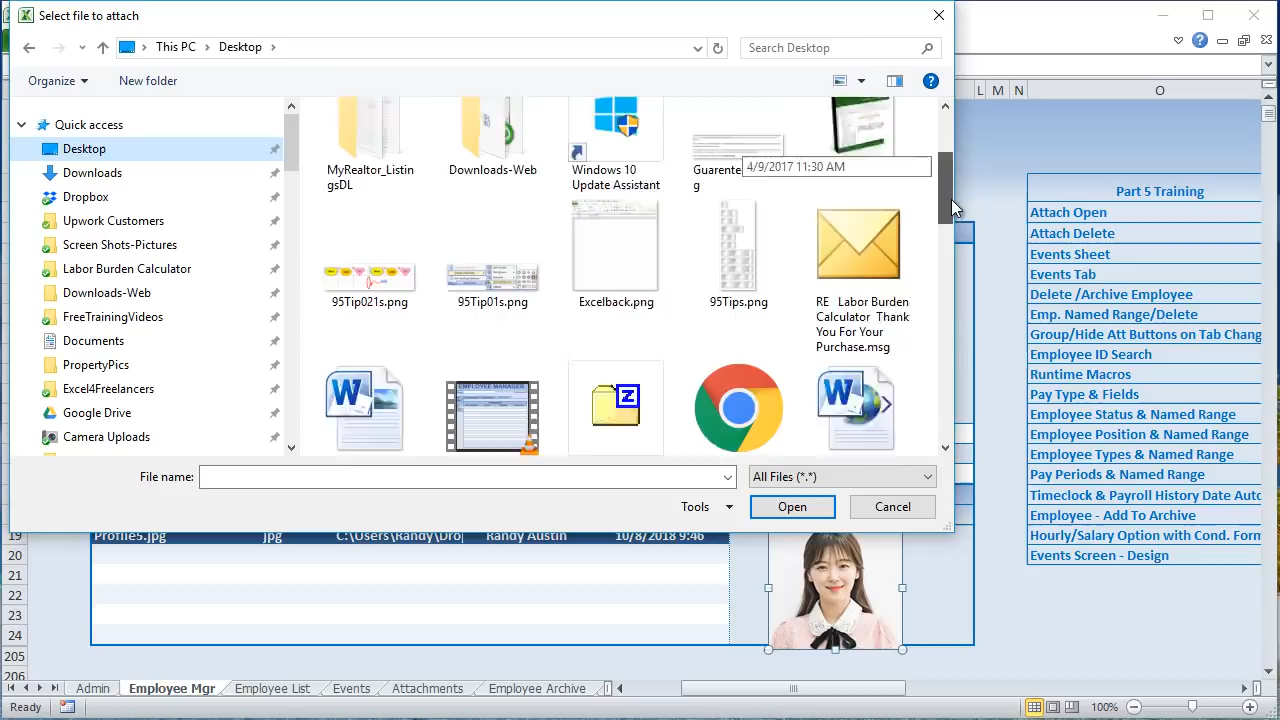 Select file to attach
This PC
Desktop
Search Desktop
Organize
New folder
Quick access
Desktop
Downloads
Dropbox
Upwork Customers
Screen Shots-Pictures
Labor Burden Calculator
Downloads-Web
FreeTrainingVideos
Documents
PropertyPics
Excel4Freelancers
Google Drive
Camera Uploads
MyRealtor_Listin
gsDL
Downloads-Web
Windows 10
Update Assistant
Guarente
g
4/9/2017 11:30 AM
95Tip021s.png
95Tip01s.png
Excelback.png
95Tips.png
RE Labor Burden
Calculator Thank
You For Your
Purchase.msg
EMPLOYEE MANAGER
File name:
All Files (*.*)
Tools
Open
Cancel
L M N O
Part 5 Training
Attach Open
Attach Delete
Events Sheet
Events Tab
Delete /Archive Employee
Emp. Named Range/Delete
Group/Hide Att Buttons on Tab Chang
Employee ID Search
Runtime Macros
Pay Type & Fields
Employee Status & Named Range
Employee Position & Named Range
Employee Types & Named Range
Pay Periods & Named Range
Timeclock & Payroll History Date Auto
Employee - Add To Archive
Hourly/Salary Option with Cond. Form
Events Screen - Design
19 Profile5.jpg jpg C:\Users\Randy\Dro Randy Austin 10/8/2018 9:46
20
21
22
23
24
205
206
Admin Employee Mgr Employee List Events Attachments Employee Archive
Ready
100%